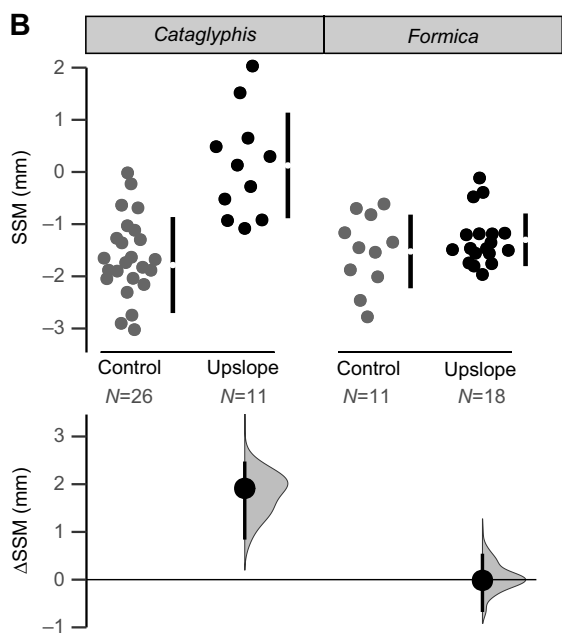 B
Cataglyphis Formica
SSM (mm)
2
1
0
–1
–2
–3
Control Upslope Control Upslope
N=26 N=11 N=11 N=18
ΔSSM (mm)
3
2
1
0
–1